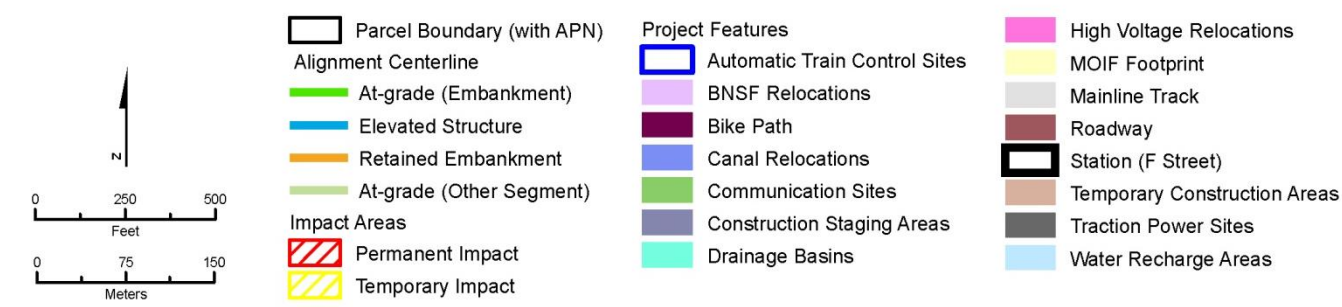 N
0 250 500
Feet
0 75 150
Meters
Parcel Boundary (with APN)
Alignment Centerline
At-grade (Embankment)
Elevated Structure
Retained Embankment
At-grade (Other Segment)
Impact Areas
Permanent Impact
Temporary Impact
Project Features
Automatic Train Control Sites
BNSF Relocations
Bike Path
Canal Relocations
Communication Sites
Construction Staging Areas
Drainage Basins
High Voltage Relocations
MOIF Footprint
Mainline Track
Roadway
Station (F Street)
Temporary Construction Areas
Traction Power Sites
Water Recharge Areas